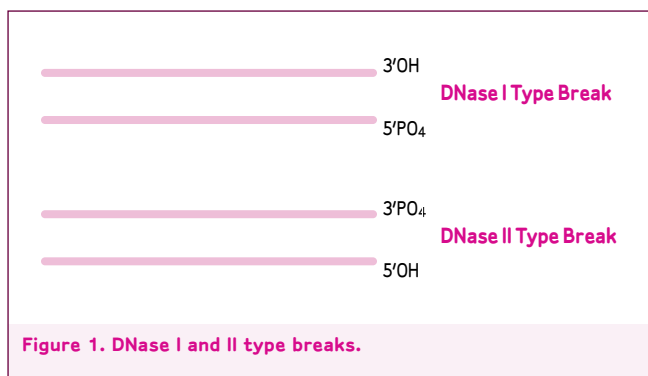 3'OH
DNase I Type Break
5'PO₄
3'PO₄
DNase II Type Break
5'OH
Figure 1. DNase I and II type breaks.